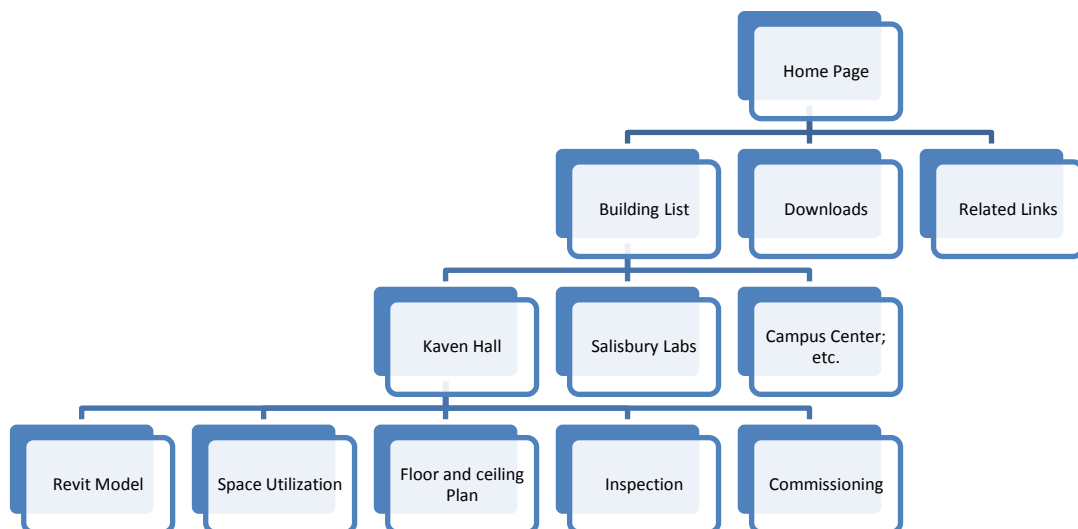 Home Page
Building List
Downloads
Related Links
Kaven Hall
Salisbury Labs
Campus Center;
etc.
Revit Model
Space Utilization
Floor and ceiling
Plan
Inspection
Commissioning